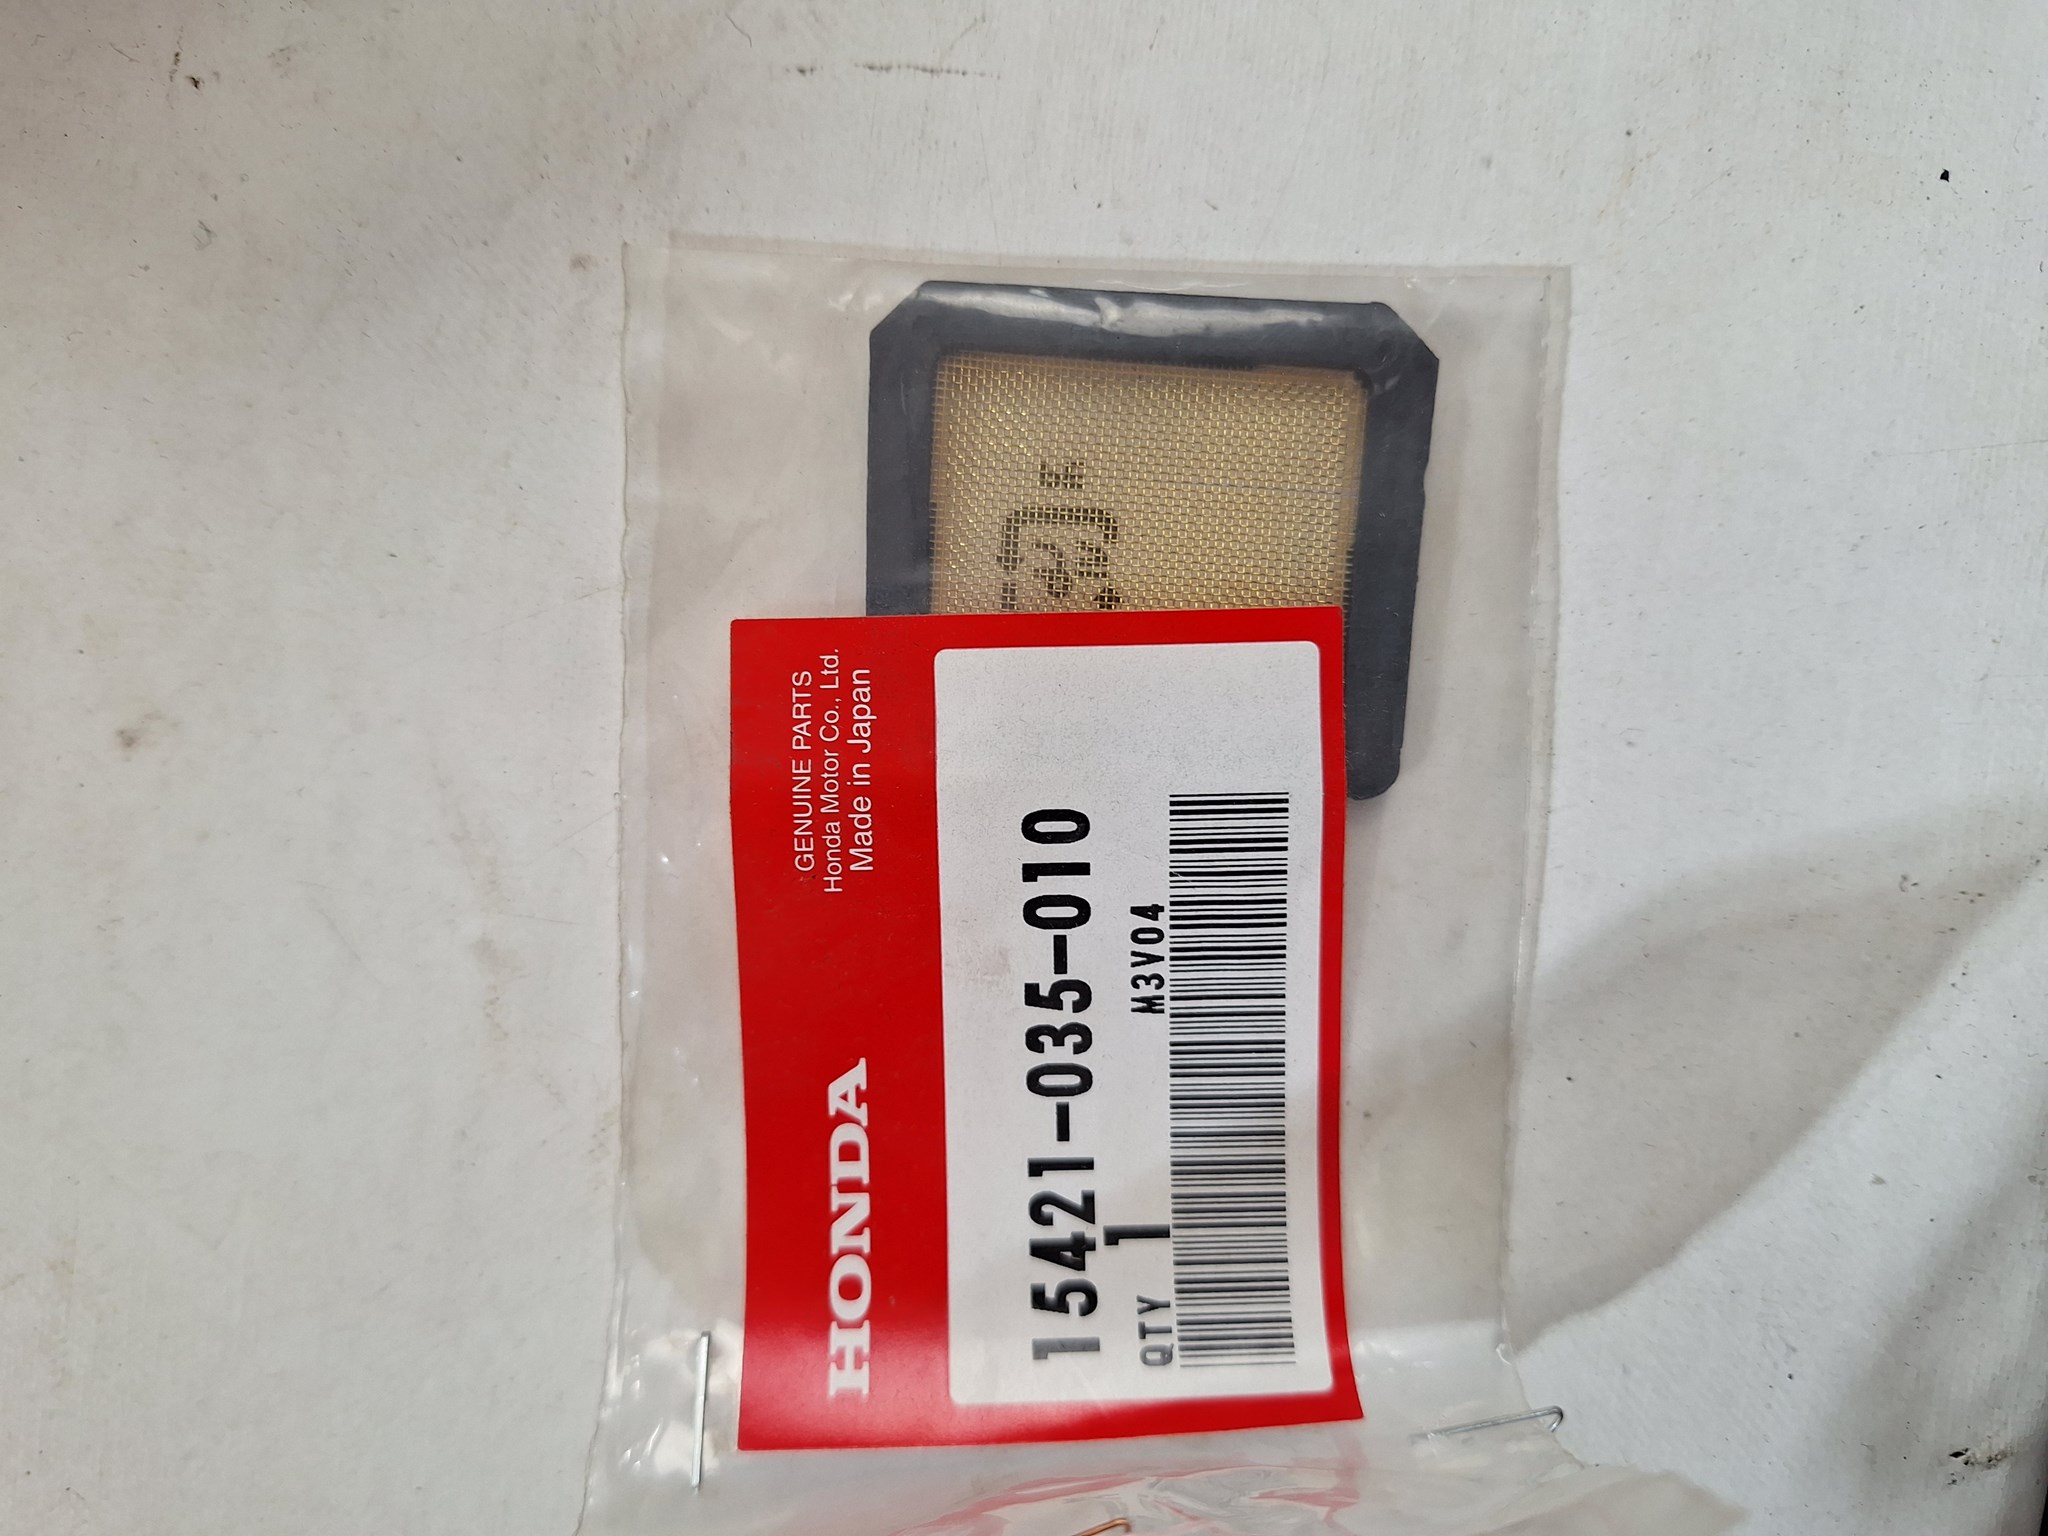 HONDA
GENUINE PARTS
Honda Motor Co., Ltd.
Made in Japan
15421-035-010
QTY 1
M3V04